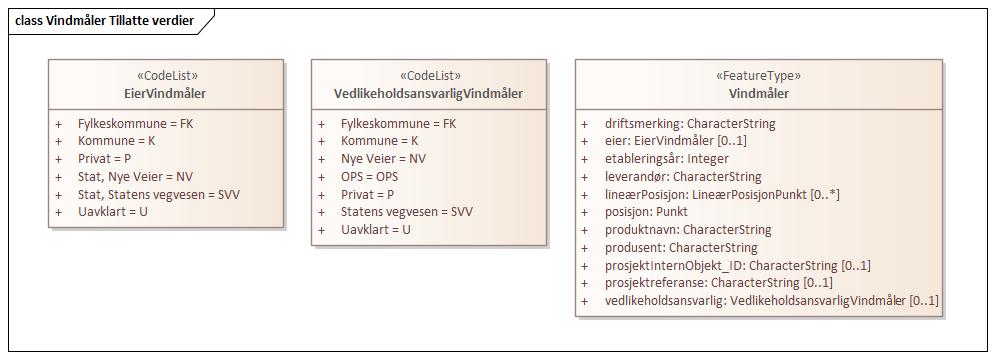 class Vindmåler Tillatte verdier
«CodeList»
EierVindmåler
+ Fylkeskommune = FK
+ Kommune = K
+ Privat = P
+ Stat, Nye Veier = NV
+ Stat, Statens vegvesen = SVV
+ Uavklart = U
«CodeList»
VedlikeholdsansvarligVindmåler
+ Fylkeskommune = FK
+ Kommune = K
+ Nye Veier = NV
+ OPS = OPS
+ Privat = P
+ Statens vegvesen = SVV
+ Uavklart = U
«FeatureType»
Vindmåler
+ driftsmerking: CharacterString
+ eier: EierVindmåler [0..1]
+ etableringsår: Integer
+ leverandør: CharacterString
+ lineærPosisjon: LineærPosisjonPunkt [0..*]
+ posisjon: Punkt
+ produktnavn: CharacterString
+ produsent: CharacterString
+ prosjektInternObjekt_ID: CharacterString [0..1]
+ prosjektreferanse: CharacterString [0..1]
+ vedlikeholdsansvarlig: VedlikeholdsansvarligVindmåler [0..1]